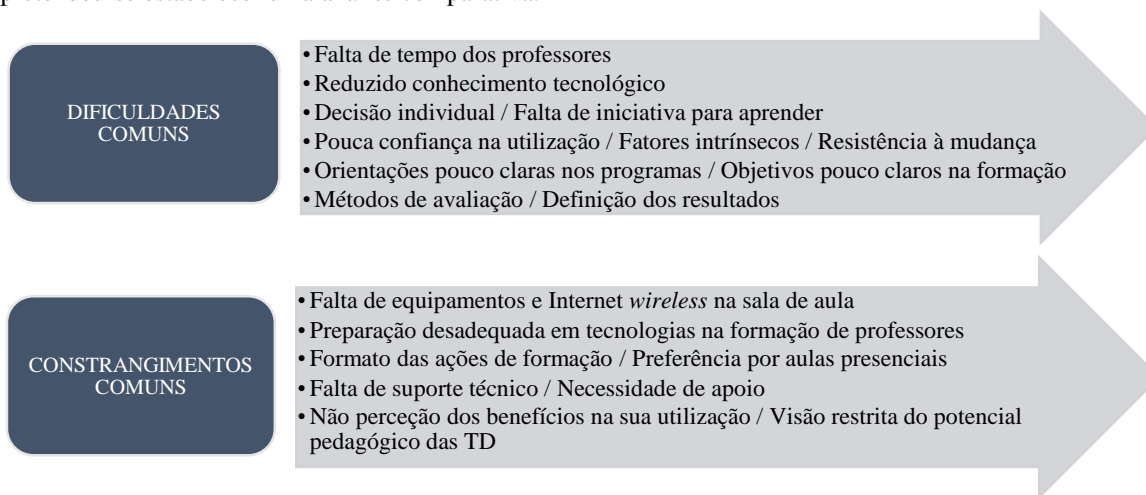 DIFICULDADES
COMUNS
• Falta de tempo dos professores
• Reduzido conhecimento tecnológico
• Decisão individual / Falta de iniciativa para aprender
• Pouca confiança na utilização / Fatores intrínsecos / Resistência à mudança
• Orientações pouco claras nos programas / Objetivos pouco claros na formação
• Métodos de avaliação / Definição dos resultados
CONSTRANGIMENTOS
COMUNS
• Falta de equipamentos e Internet wireless na sala de aula
• Preparação desadequada em tecnologias na formação de professores
• Formato das ações de formação / Preferência por aulas presenciais
• Falta de suporte técnico / Necessidade de apoio
• Não perceção dos benefícios na sua utilização / Visão restrita do potencial
pedagógico das TD